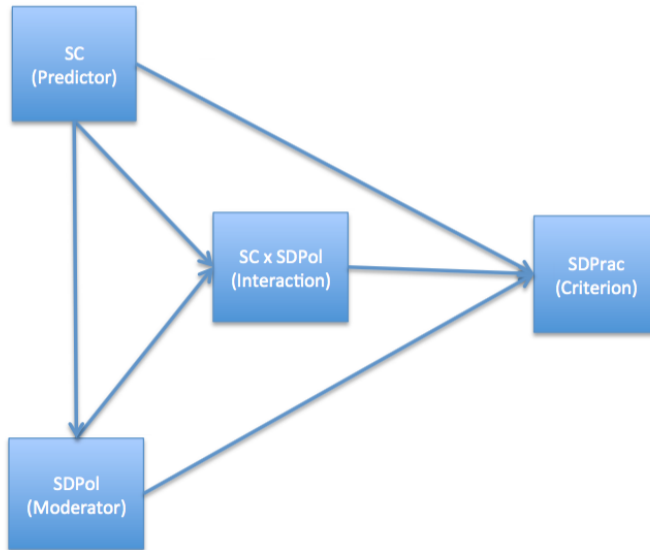 SC
(Predictor)
SC x SDPol
(Interaction)
SDPrac
(Criterion)
SDPol
(Moderator)